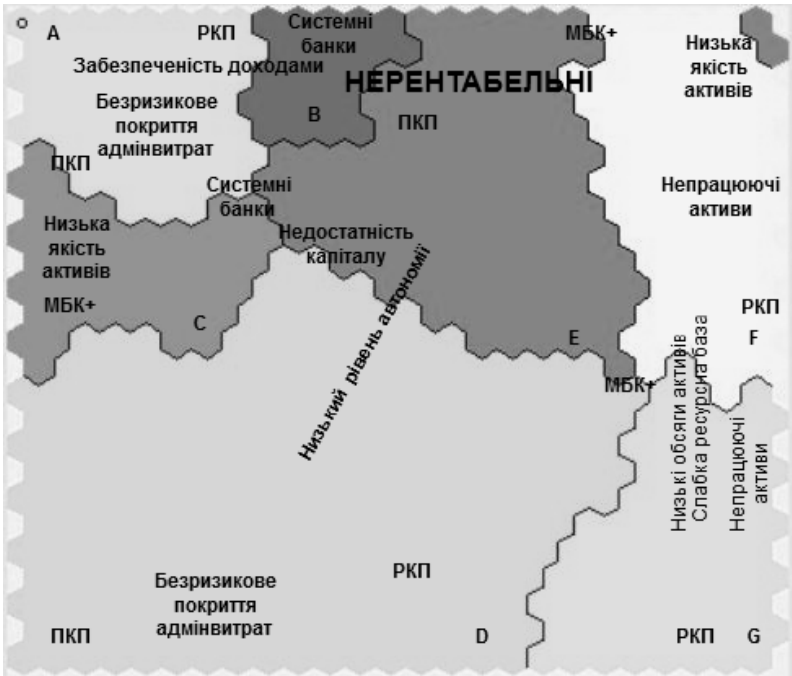 А
РКП
Забезпеченість доходами
Безризикове
покриття
адмінвитрат
Системні
банки
В
НЕРЕНТАБЕЛЬНІ
ПКП
МБК+
Низька
якість
активів
Непрацюючі
активи
РКП
F
ПКП
Системні
банки
Низька
якість
активів
МБК+
С
Недостатність
капіталу
Низький рівень автономії
Е
МБК+
Низькі обсяги активів
Слабка ресурсна база
Непрацюючі
активи
РКП
Безризикове
покриття
адмінвитрат
ПКП
D
РКП
G